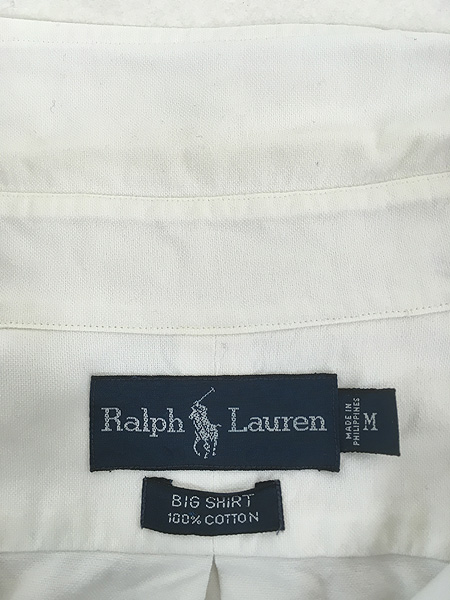 Ralph Lauren
MADE IN
PHILIPPINES
M
BIG SHIRT
100% COTTON